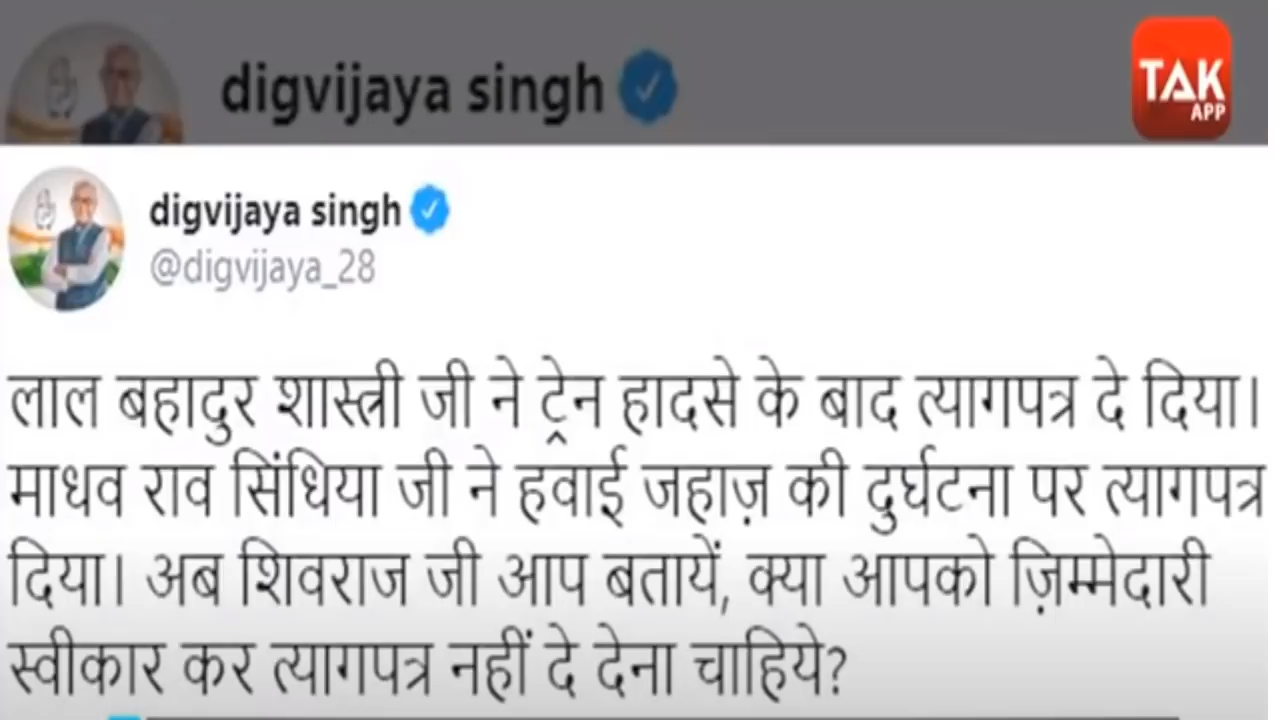 digvijaya singh
TAK
APP
digvijaya singh
@digvijaya_28
लाल बहादुर शास्त्री जी ने ट्रेन हादसे के बाद त्यागपत्र दे दिया।
माधव राव सिंधिया जी ने हवाई जहाज़ की दुर्घटना पर त्यागपत्र
दिया। अब शिवराज जी आप बतायें, क्या आपको ज़िम्मेदारी
स्वीकार कर त्यागपत्र नहीं दे देना चाहिये?